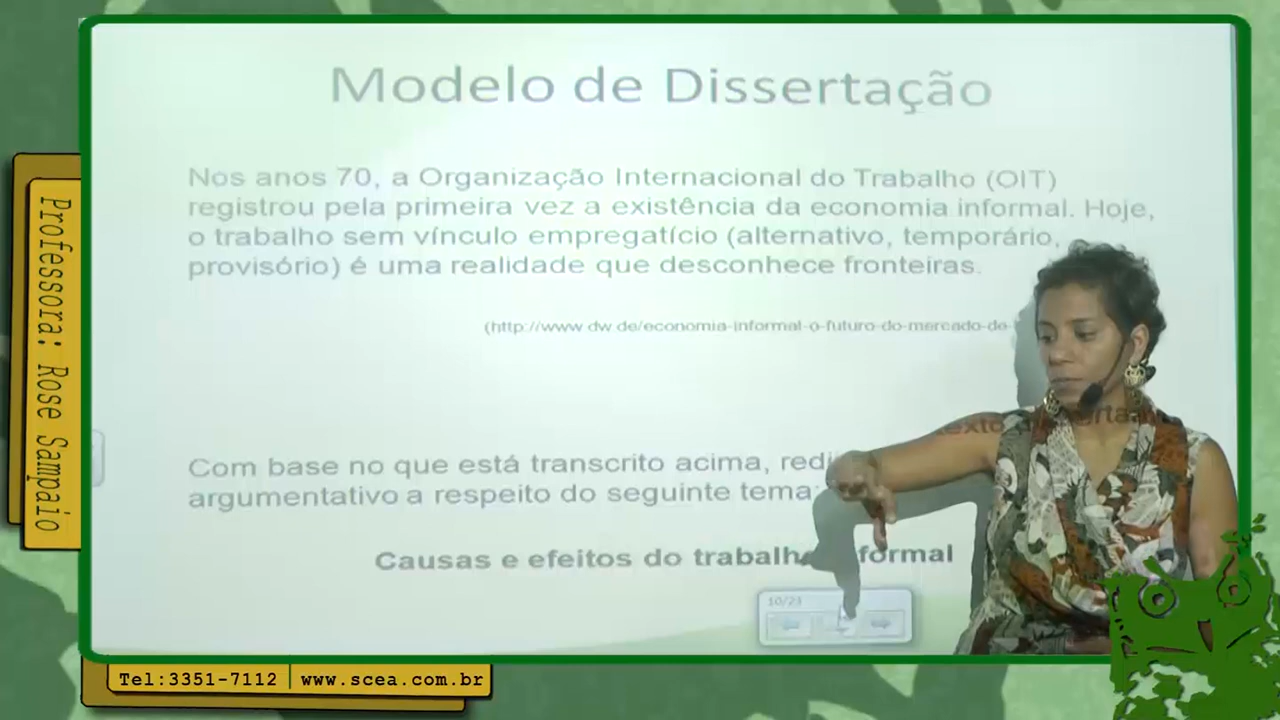 Modelo de Dissertação
Nos anos 70, a Organização Internacional do Trabalho (OIT)
registrou pela primeira vez a existência da economia informal. Hoje,
o trabalho sem vínculo empregatício (alternativo, temporário,
provisório) é uma realidade que desconhece fronteiras.
(http://www.dw.de/economia-informal-o-futuro-do-mercado-de-
Com base no que está transcrito acima, redi texto
argumentativo a respeito do seguinte tema:
Causas e efeitos do trabalho formal
10/23
Professora: Rose Sampaio
Tel:3351-7112 | www.scea.com.br